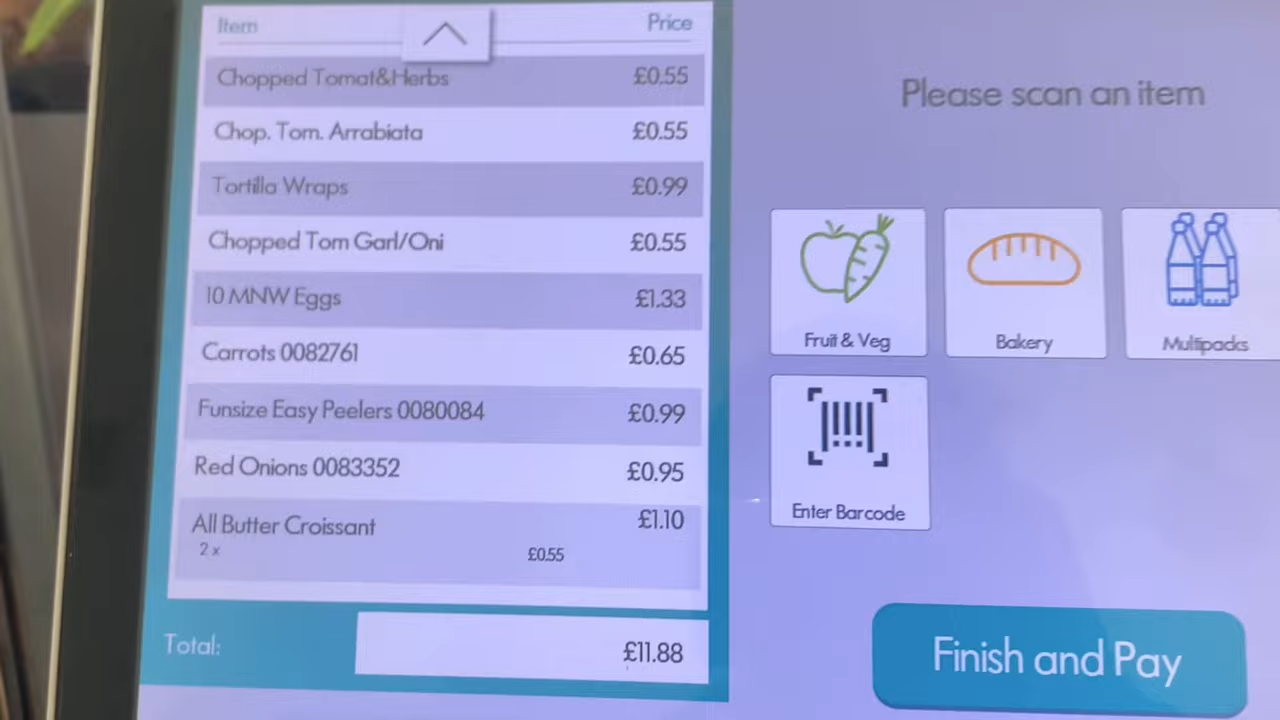 Item Price
Chopped Tomat&Herbs £0.55
Chop. Tom. Arrabiata £0.55
Tortilla Wraps £0.99
Chopped Tom Garl/Oni £0.55
10 MNW Eggs £1.33
Carrots 0082761 £0.65
Funsize Easy Peelers 0080084 £0.99
Red Onions 0083352 £0.95
All Butter Croissant £1.10
2 x £0.55
Total: £11.88
Please scan an item
Fruit & Veg
Bakery
Multipacks
Enter Barcode
Finish and Pay